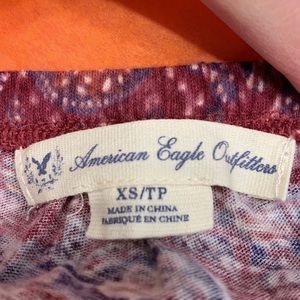 American Eagle Outfitters
XS/TP
MADE IN CHINA
FABRIQUÉ EN CHINE